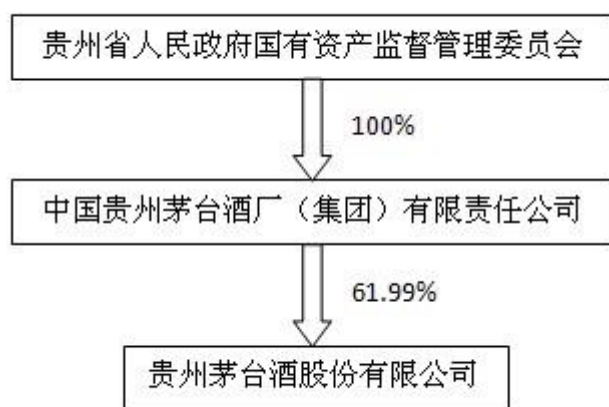 贵州省人民政府国有资产监督管理委员会
100%
中国贵州茅台酒厂（集团）有限责任公司
61.99%
贵州茅台酒股份有限公司